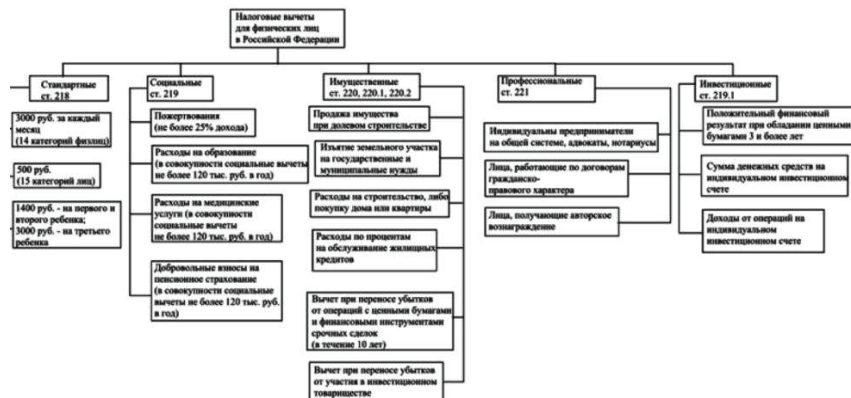 Налоговые вычеты
для физических лиц
в Российской Федерации
Стандартные
ст. 218
3000 руб. за каждый
месяц
(14 категорий физлиц)
500 руб.
(15 категорий лиц)
1400 руб. - на первого и
второго ребенка;
3000 руб. - на третьего
ребенка
Социальные
ст. 219
Пожертвования
(не более 25% дохода)
Расходы на образование
(в совокупности социальные вычеты
не более 120 тыс. руб. в год)
Расходы на медицинские
услуги (в совокупности
социальные вычеты
не более 120 тыс. руб. в год)
Добровольные взносы на
пенсионное страхование
(в совокупности социальные
вычеты не более 120 тыс. руб.
в год)
Имущественные
ст. 220, 220.1, 220.2
Продажа имущества
при долевом строительстве
Изъятие земельного участка
на государственные и
муниципальные нужды
Расходы на строительство, либо
покупку дома или квартиры
Расходы по процентам
на обслуживание жилищных
кредитов
Вычет при переносе убытков
от операций с ценными бумагами
и финансовыми инструментами
срочных сделок
(в течение 10 лет)
Вычет при переносе убытков
от участия в инвестиционном
товариществе
Профессиональные
ст. 221
Индивидуальны предприниматели
на общей системе, адвокаты, нотариусы
Лица, работающие по договорам
гражданско-
правового характера
Лица, получающие авторское
вознаграждение
Инвестиционные
ст. 219.1
Положительный финансовый
результат при обладании ценными
бумагами 3 и более лет
Сумма денежных средств на
индивидуальном инвестиционном
счете
Доходы от операций на
индивидуальном
инвестиционном счете